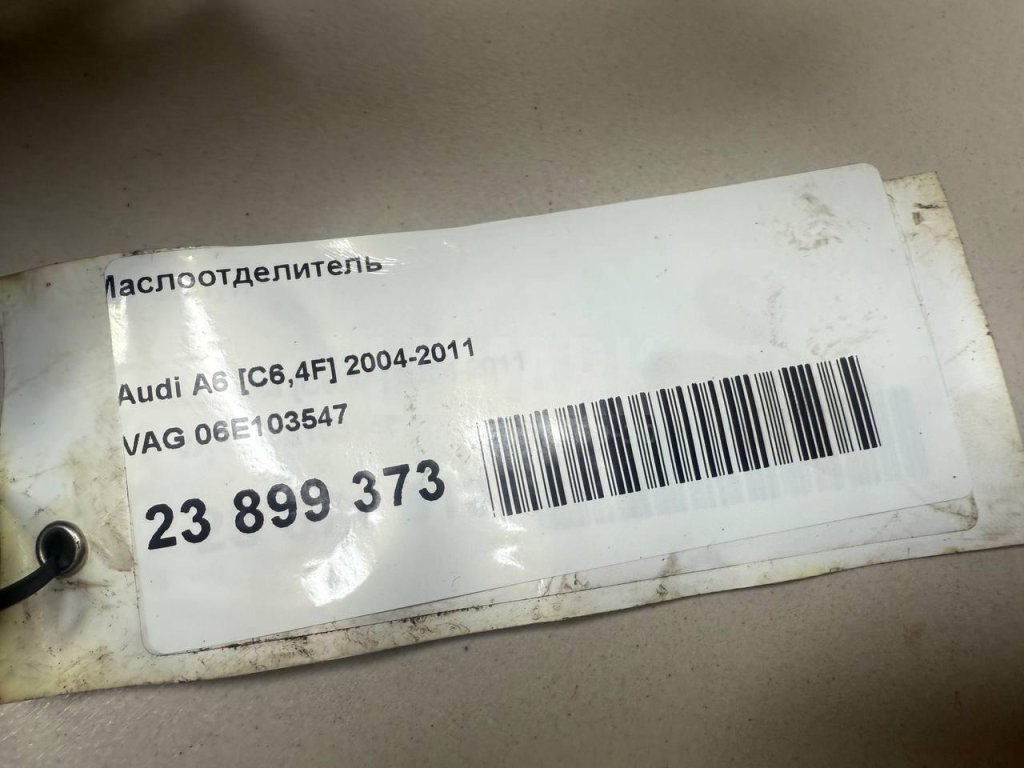 Маслоотделитель
Audi A6 [C6,4F] 2004-2011
VAG 06E103547
23 899 373